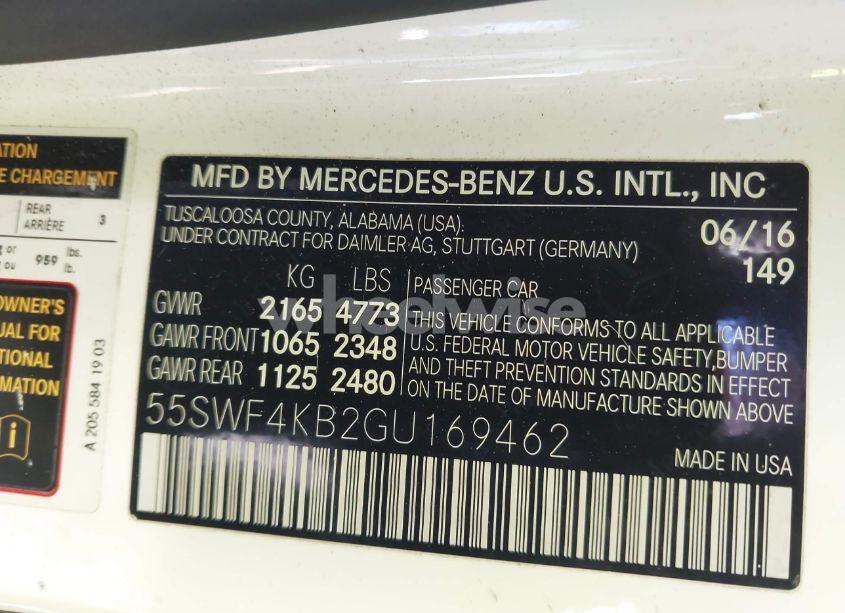 ATION
E CHARGEMENT
REAR
ARRIÈRE 3
g or
ou 959 lbs.
lb.
OWNER'S
UAL FOR
TIONAL
RMATION
A 205 584 19 03
MFD BY MERCEDES-BENZ U.S. INTL., INC
TUSCALOOSA COUNTY, ALABAMA (USA).
UNDER CONTRACT FOR DAIMLER AG, STUTTGART (GERMANY)
06/16
149
KG LBS
GVWR 2165 4773
GAWR FRONT 1065 2348
GAWR REAR 1125 2480
PASSENGER CAR
THIS VEHICLE CONFORMS TO ALL APPLICABLE
U.S. FEDERAL MOTOR VEHICLE SAFETY,BUMPER
AND THEFT PREVENTION STANDARDS IN EFFECT
ON THE DATE OF MANUFACTURE SHOWN ABOVE
55SWF4KB2GU169462
MADE IN USA
wheelwise